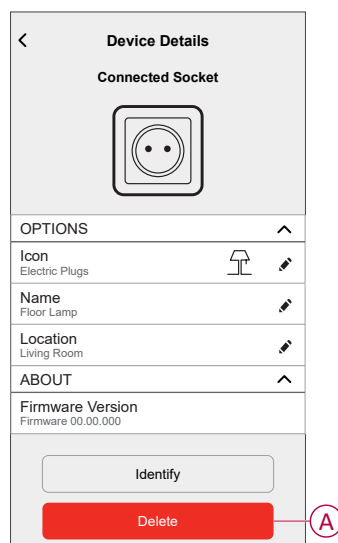 Device Details
Connected Socket
OPTIONS
Icon
Electric Plugs
Name
Floor Lamp
Location
Living Room
ABOUT
Firmware Version
Firmware 00.00.000
Identify
Delete
A